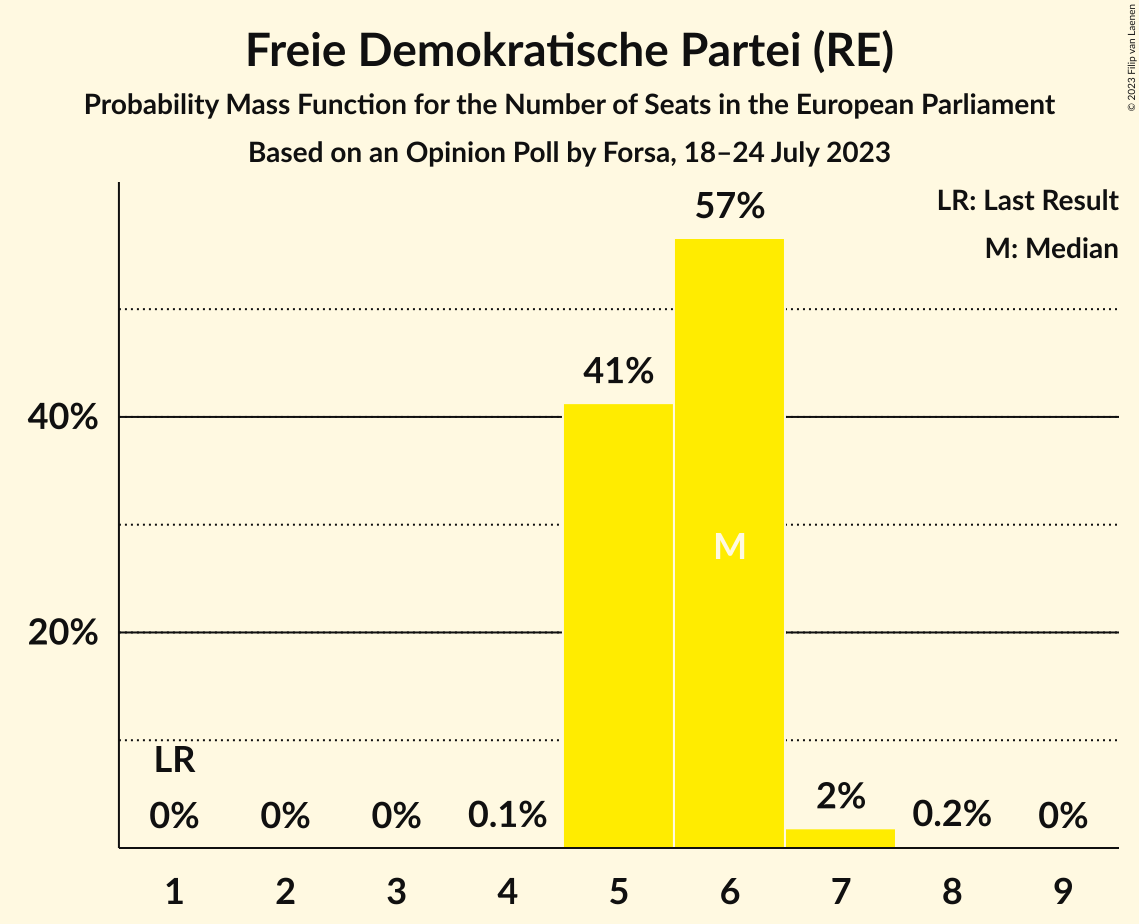 Freie Demokratische Partei (RE)
Probability Mass Function for the Number of Seats in the European Parliament
Based on an Opinion Poll by Forsa, 18–24 July 2023
© 2023 Filip van Laenen
LR: Last Result
M: Median
57%
41%
40%
M
20%
LR
0%
0%
0%
0.1%
2%
0.2%
0%
1 2 3 4 5 6 7 8 9